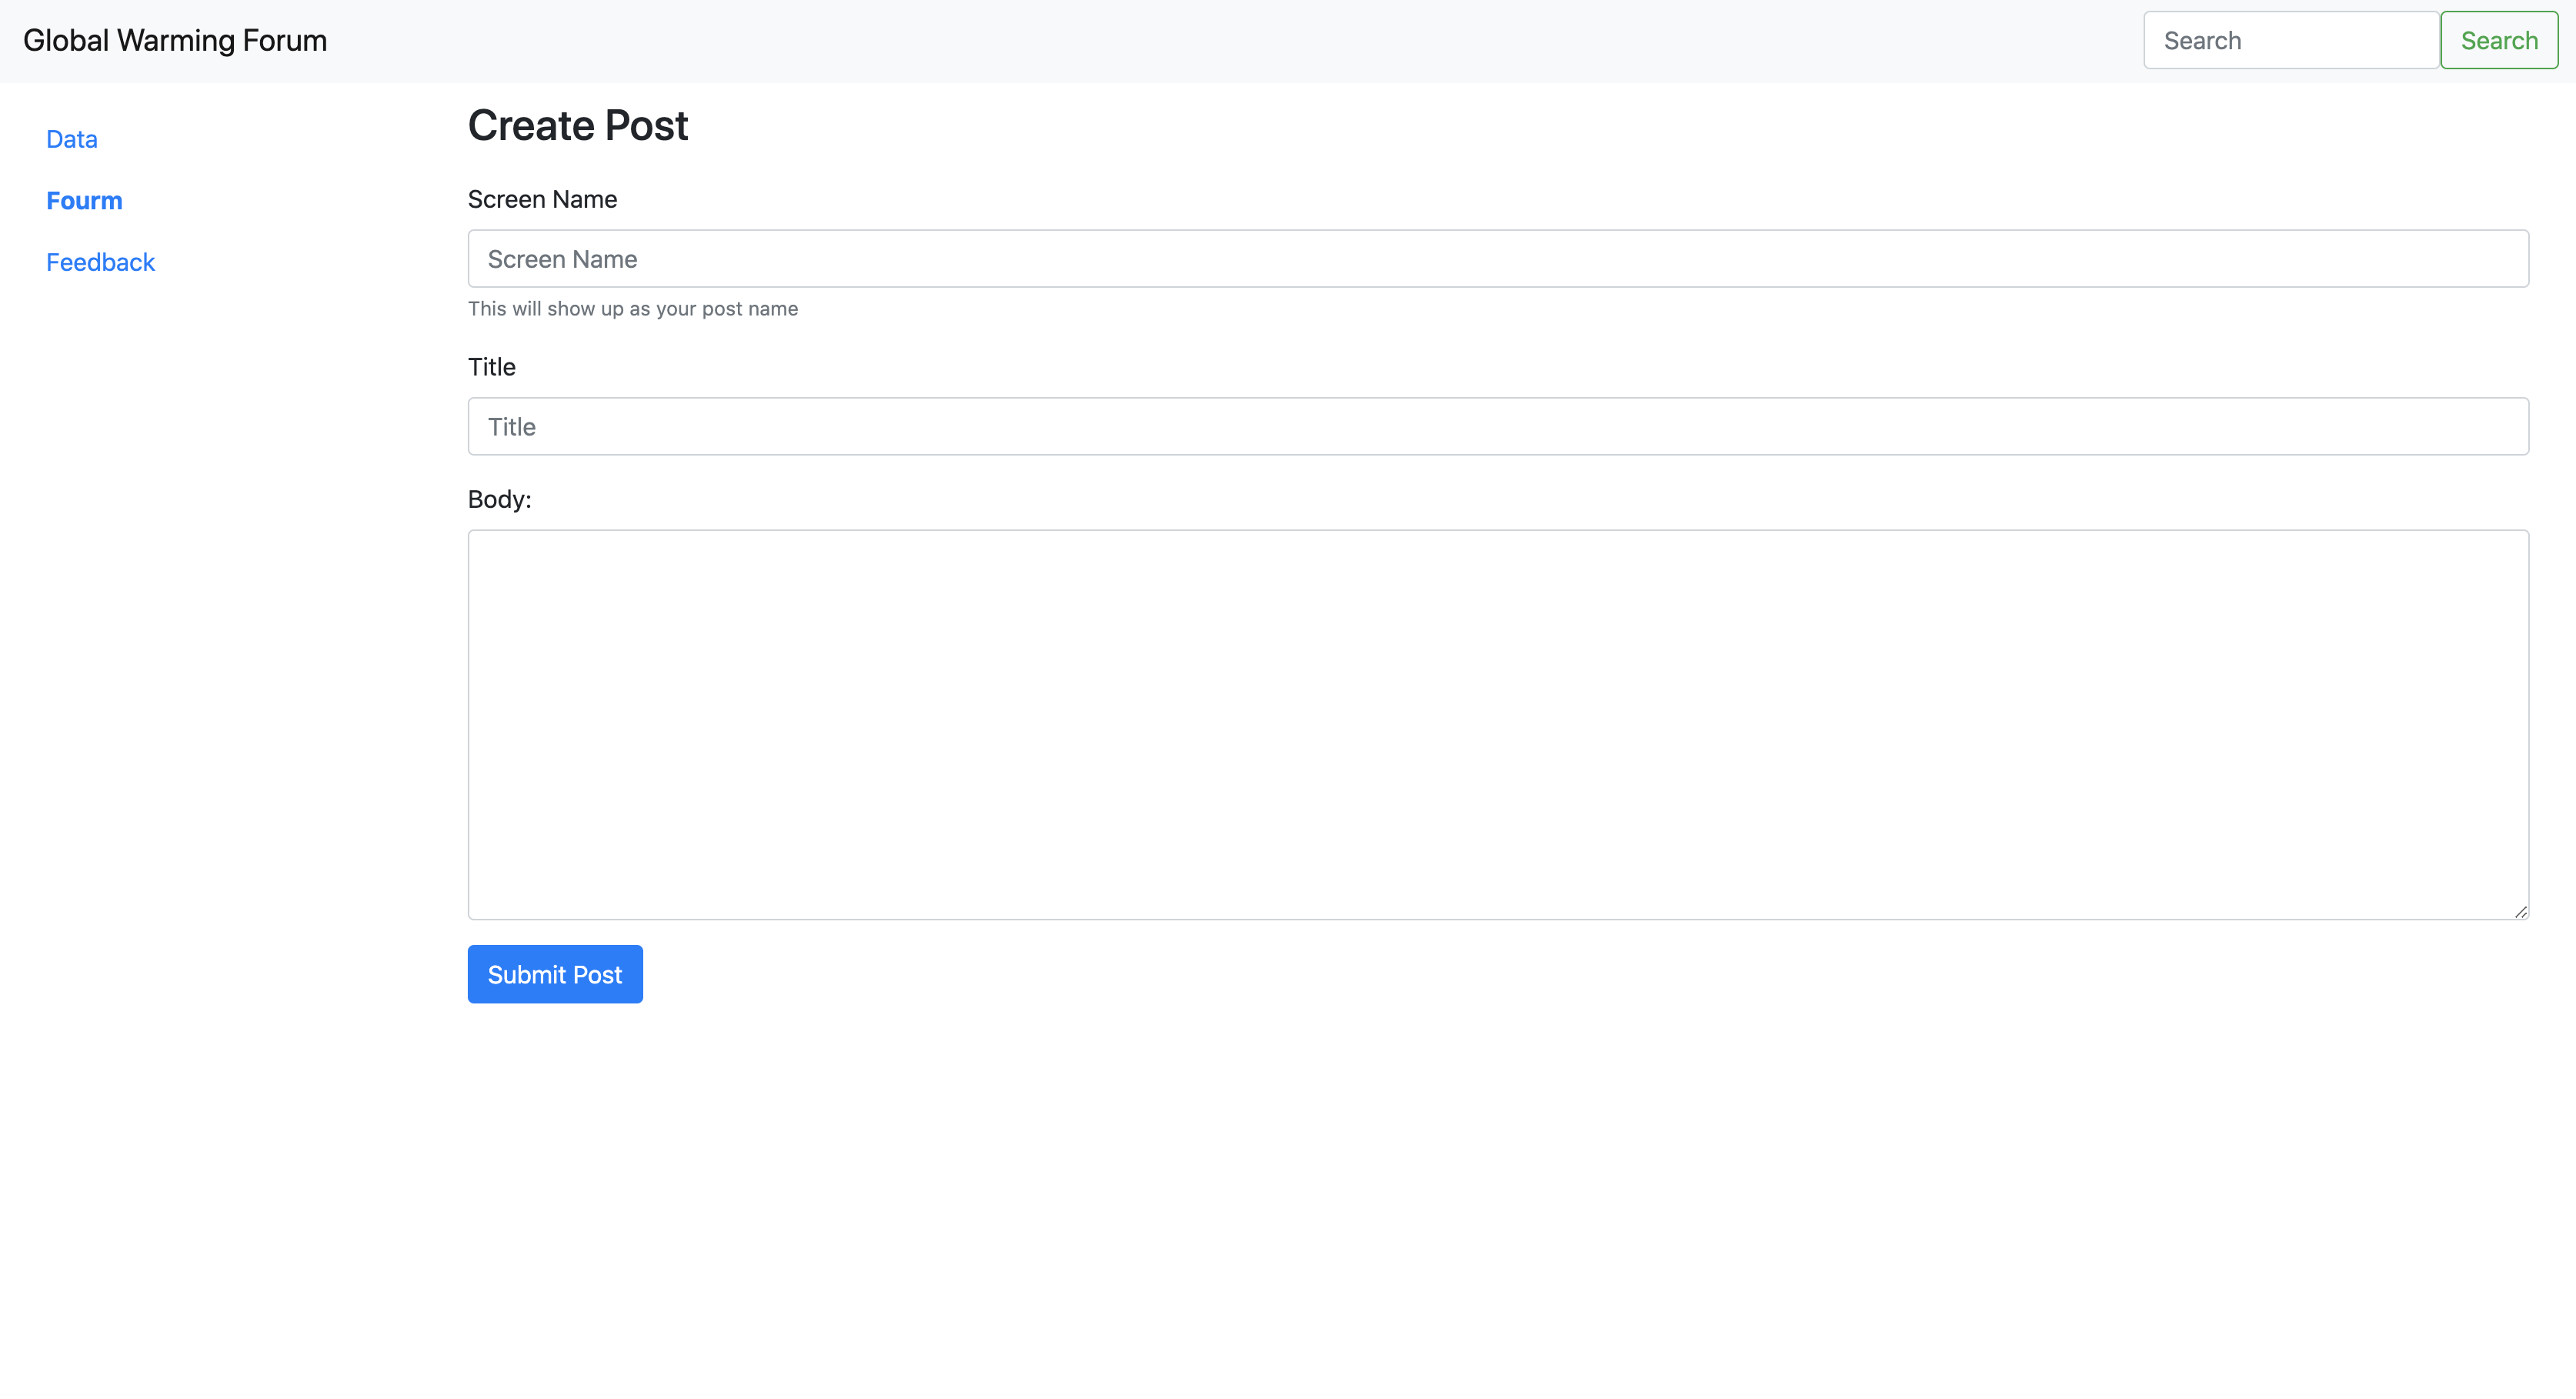 Global Warming Forum
Search
Search
Data
Fourm
Feedback
Create Post
Screen Name
Screen Name
This will show up as your post name
Title
Title
Body:
Submit Post